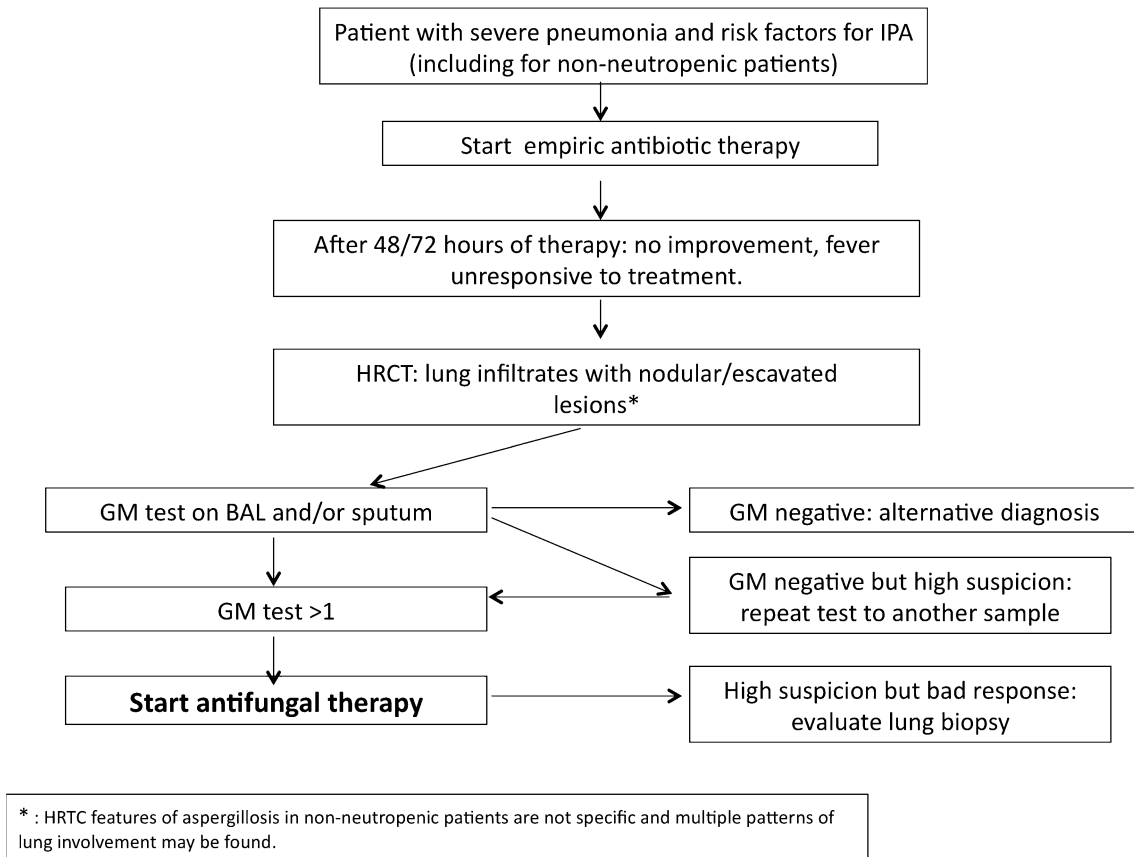 Patient with severe pneumonia and risk factors for IPA
(including for non-neutropenic patients)
Start empiric antibiotic therapy
After 48/72 hours of therapy: no improvement, fever
unresponsive to treatment.
HRCT: lung infiltrates with nodular/escavated
lesions*
GM test on BAL and/or sputum
GM negative: alternative diagnosis
GM negative but high suspicion:
repeat test to another sample
GM test >1
Start antifungal therapy
High suspicion but bad response:
evaluate lung biopsy
* : HRTC features of aspergillosis in non-neutropenic patients are not specific and multiple patterns of
lung involvement may be found.